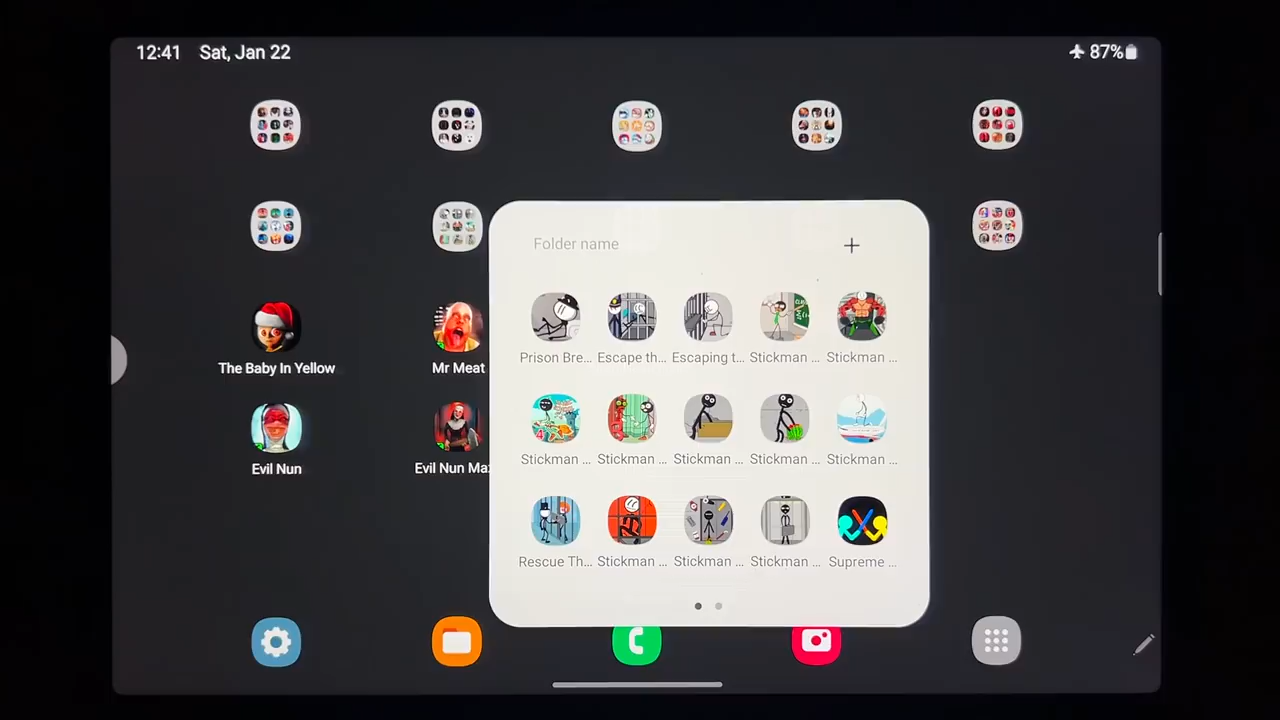 12:41 Sat, Jan 22 87%
Folder name +
Prison Bre... Escape th... Escaping t... Stickman ... Stickman ...
The Baby In Yellow Mr Meat
Stickman ... Stickman ... Stickman ... Stickman ... Stickman ...
Evil Nun Evil Nun Ma
Rescue Th... Stickman ... Stickman ... Stickman ... Supreme ...